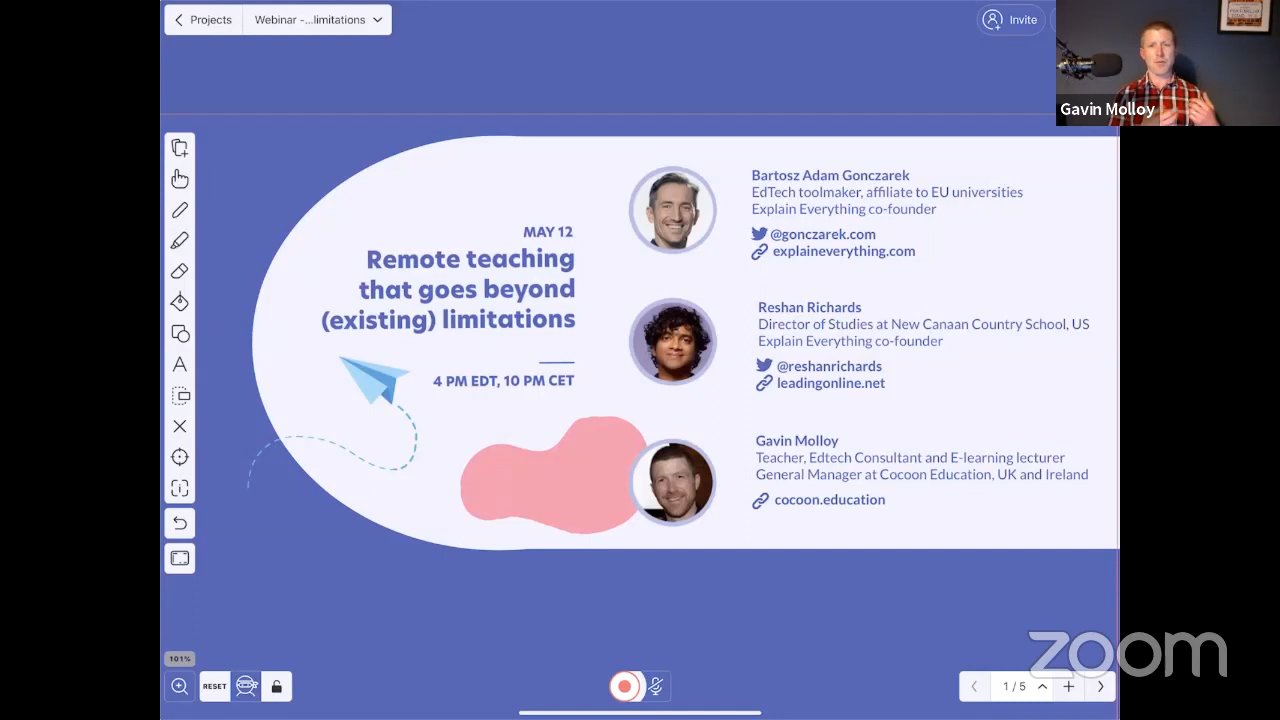 Projects
Webinar -...limitations
Invite
Gavin Molloy
MAY 12
Remote teaching
that goes beyond
(existing) limitations
4 PM EDT, 10 PM CET
Bartosz Adam Gonczarek
EdTech toolmaker, affiliate to EU universities
Explain Everything co-founder
@gonczarek.com
explaineverything.com
Reshan Richards
Director of Studies at New Canaan Country School, US
Explain Everything co-founder
@reshanrichards
leadingonline.net
Gavin Molloy
Teacher, Edtech Consultant and E-learning lecturer
General Manager at Cocoon Education, UK and Ireland
cocoon.education
A
101%
RESET
1 / 5
zoom